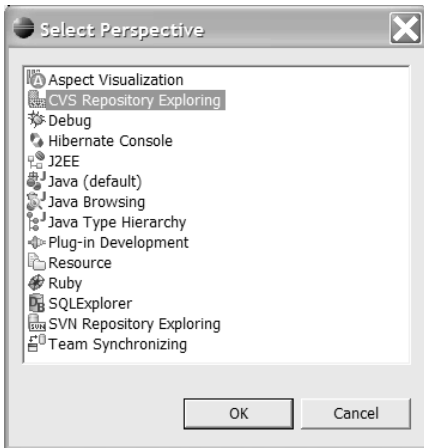 Select Perspective
Aspect Visualization
CVS Repository Exploring
Debug
Hibernate Console
J2EE
Java (default)
Java Browsing
Java Type Hierarchy
Plug-in Development
Resource
Ruby
SQLExplorer
SVN Repository Exploring
Team Synchronizing
OK
Cancel